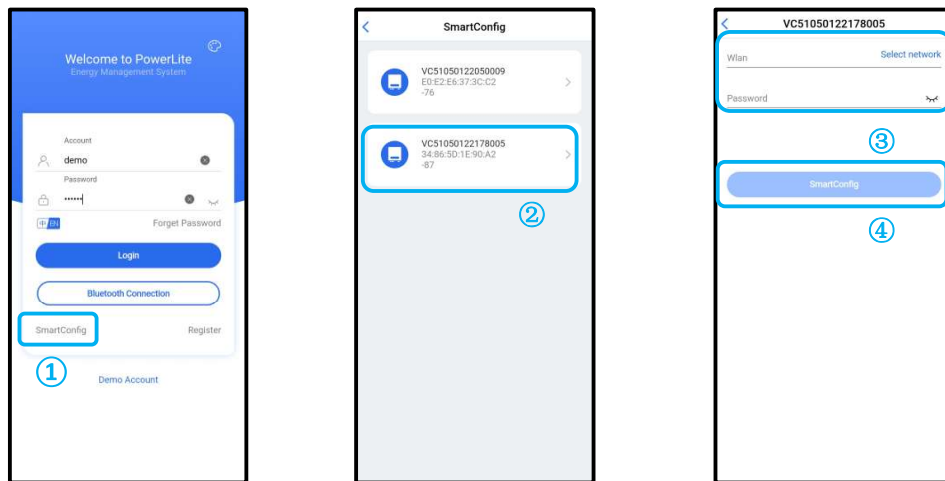 Welcome to PowerLite
Energy Management System
Account
demo
Password
••••••
中/EN
Forget Password
Login
Bluetooth Connection
SmartConfig
Register
①
Demo Account
SmartConfig
VC51050122050009
E0:E2:E6:37:3C:C2
-76
VC51050122178005
34:86:5D:1E:90:A2
-87
②
VC51050122178005
Wlan
Select network
Password
③
SmartConfig
④